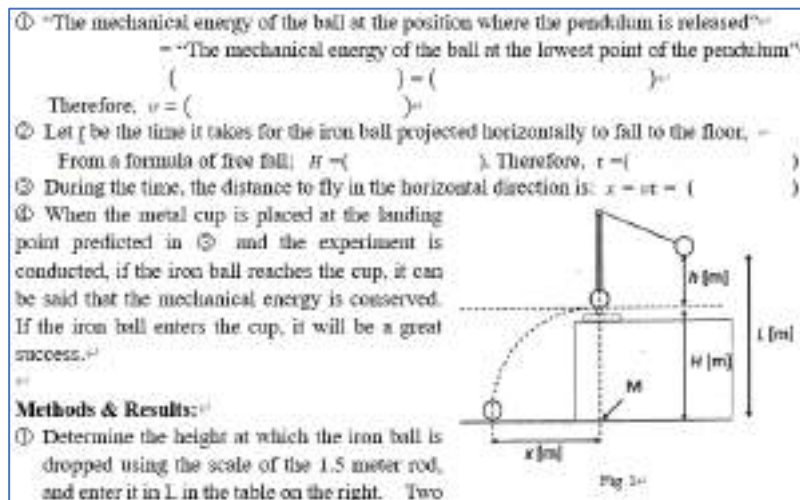 ① "The mechanical energy of the ball at the position where the pendulum is released"
= "The mechanical energy of the ball at the lowest point of the pendulum"
( ) = ( )
Therefore, v = ( )
② Let t be the time it takes for the iron ball projected horizontally to fall to the floor,
From a formula of free fall; H =( ). Therefore, t =( )
③ During the time, the distance to fly in the horizontal direction is: x = vt = ( )
④ When the metal cup is placed at the landing
point predicted in ③ and the experiment is
conducted, if the iron ball reaches the cup, it can
be said that the mechanical energy is conserved.
If the iron ball enters the cup, it will be a great
success.
h [m]
L [m]
H [m]
M
x [m]
Fig 1
Methods & Results:
① Determine the height at which the iron ball is
dropped using the scale of the 1.5 meter rod,
and enter it in L in the table on the right. Two